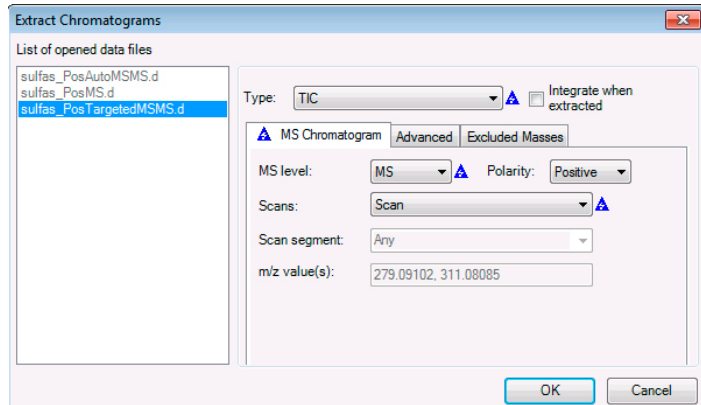 Extract Chromatograms
List of opened data files
sulfas_PosAutoMSMS.d
sulfas_PosMS.d
sulfas_PosTargetedMSMS.d
Type: TIC Integrate when
extracted
MS Chromatogram Advanced Excluded Masses
MS level: MS Polarity: Positive
Scans: Scan
Scan segment: Any
m/z value(s): 279.09102, 311.08085
OK Cancel